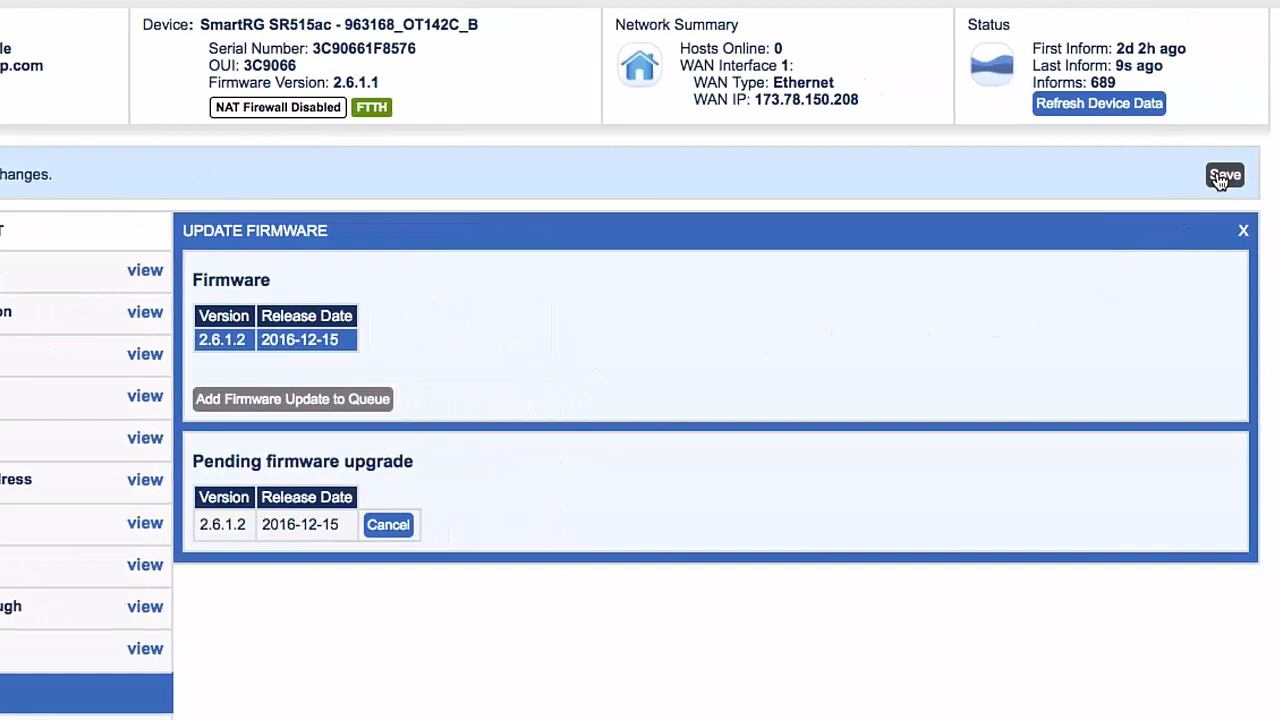 le
p.com
Device: SmartRG SR515ac - 963168_OT142C_B
Serial Number: 3C90661F8576
OUI: 3C9066
Firmware Version: 2.6.1.1
NAT Firewall Disabled FTTH
Network Summary
Hosts Online: 0
WAN Interface 1:
WAN Type: Ethernet
WAN IP: 173.78.150.208
Status
First Inform: 2d 2h ago
Last Inform: 9s ago
Informs: 689
Refresh Device Data
hanges.
Save
T
view
on view
view
view
view
ress view
view
view
ugh view
view
UPDATE FIRMWARE X
Firmware
Version Release Date
2.6.1.2 2016-12-15
Add Firmware Update to Queue
Pending firmware upgrade
Version Release Date
2.6.1.2 2016-12-15 Cancel